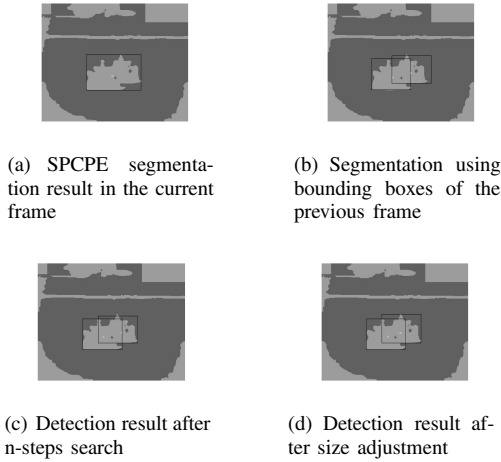 (a) SPCPE segmenta-
tion result in the current
frame
(b) Segmentation using
bounding boxes of the
previous frame
(c) Detection result after
n-steps search
(d) Detection result af-
ter size adjustment